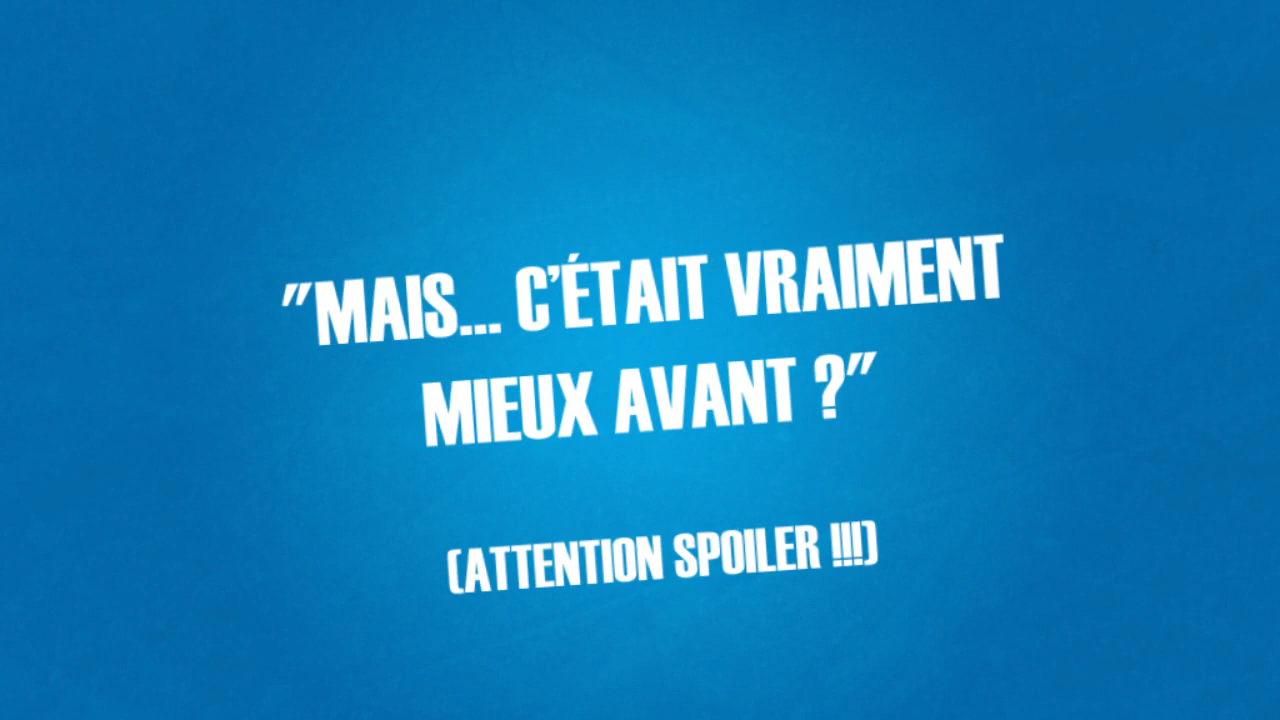 "MAIS... C'ÉTAIT VRAIMENT
MIEUX AVANT ?"
(ATTENTION SPOILER !!!)